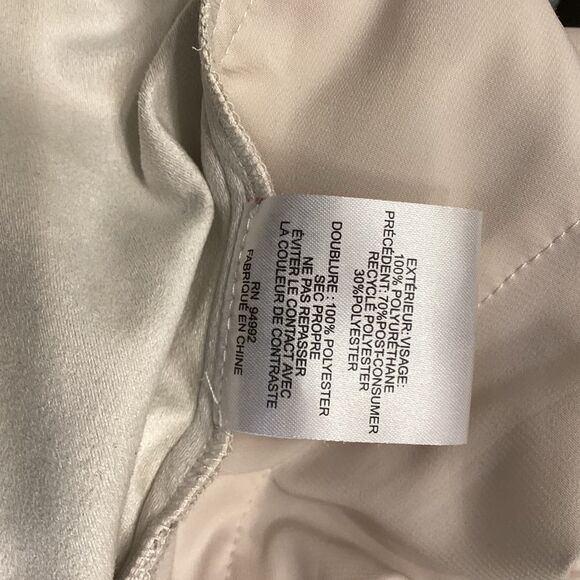 EXTÉRIEUR: VISAGE:
100% POLYURÉTHANE
PRÉCÉDENT: 70%POST-CONSUMER
RECYCLÉ POLYESTER
30%POLYESTER
DOUBLURE : 100% POLYESTER
SEC PROPRE
NE PAS REPASSER
ÉVITER LE CONTACT AVEC
LA COULEUR DE CONTRASTE
RN 94992
FABRIQUÉ EN CHINE